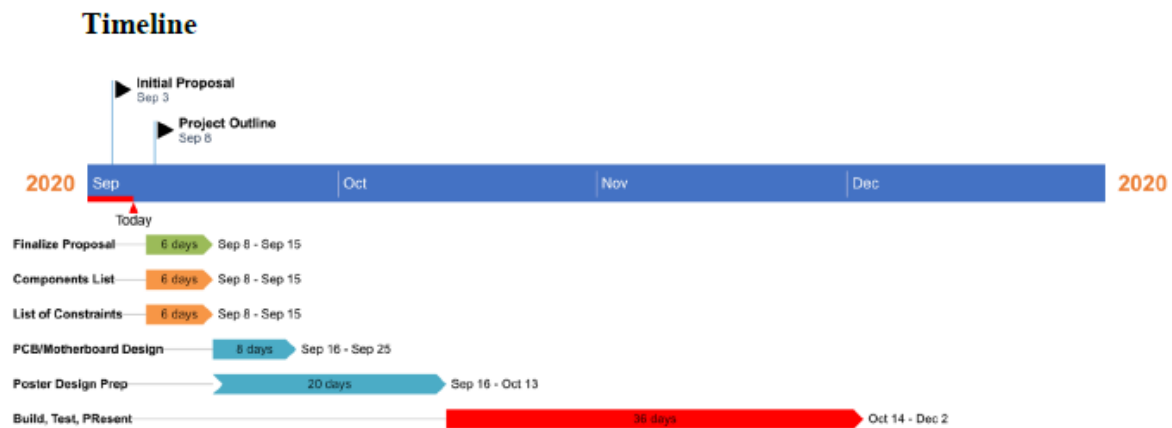 Timeline
Initial Proposal
Sep 3
Project Outline
Sep 8
2020 Sep Oct Nov Dec 2020
Today
Finalize Proposal 6 days Sep 8 - Sep 15
Components List 6 days Sep 8 - Sep 15
List of Constraints 6 days Sep 8 - Sep 15
PCB/Motherboard Design 8 days Sep 16 - Sep 25
Poster Design Prep 20 days Sep 16 - Oct 13
Build, Test, PResent 36 days Oct 14 - Dec 2